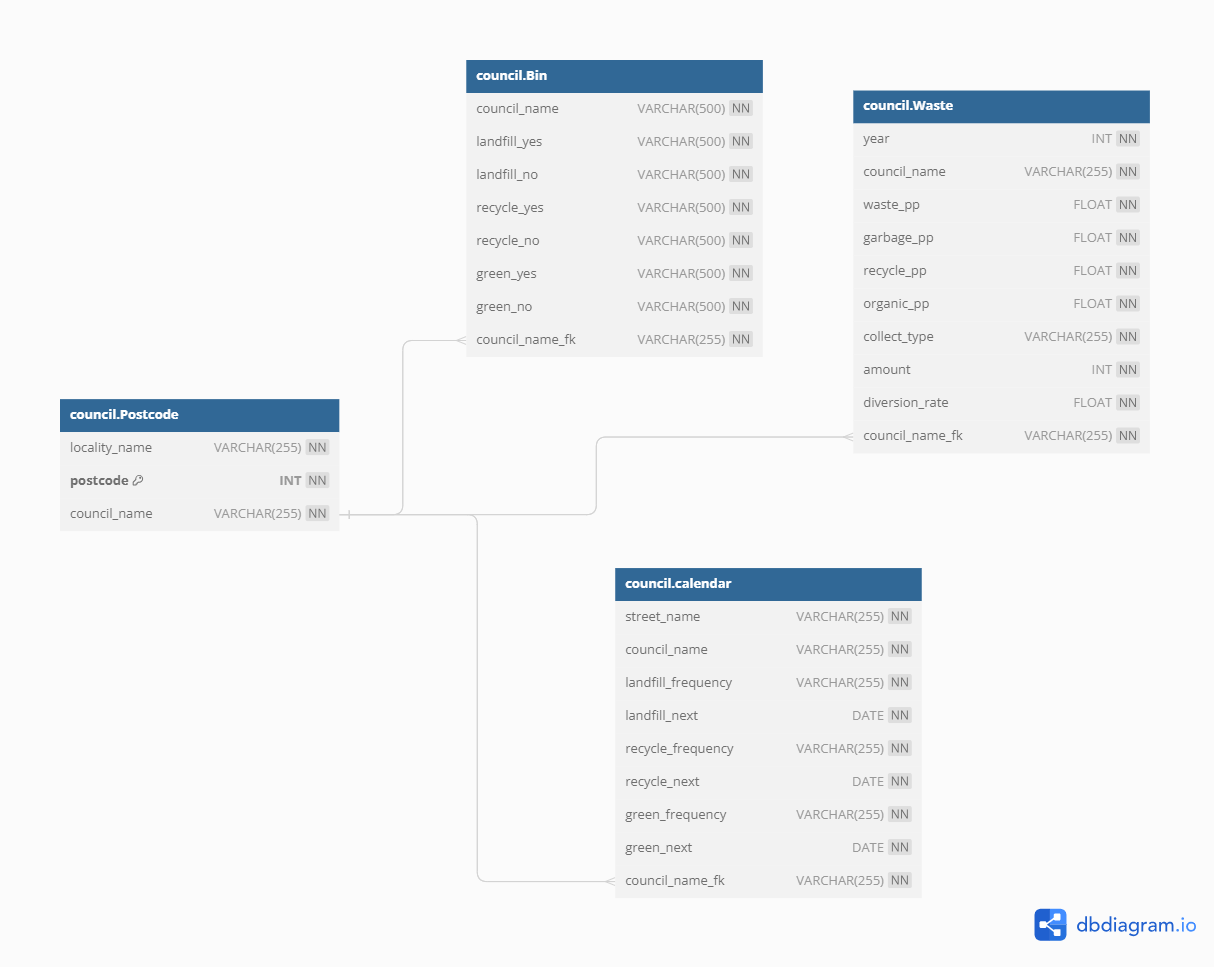 council.Bin
council_name VARCHAR(500) NN
landfill_yes VARCHAR(500) NN
landfill_no VARCHAR(500) NN
recycle_yes VARCHAR(500) NN
recycle_no VARCHAR(500) NN
green_yes VARCHAR(500) NN
green_no VARCHAR(500) NN
council_name_fk VARCHAR(255) NN
council.Waste
year INT NN
council_name VARCHAR(255) NN
waste_pp FLOAT NN
garbage_pp FLOAT NN
recycle_pp FLOAT NN
organic_pp FLOAT NN
collect_type VARCHAR(255) NN
amount INT NN
diversion_rate FLOAT NN
council_name_fk VARCHAR(255) NN
council.Postcode
locality_name VARCHAR(255) NN
postcode INT NN
council_name VARCHAR(255) NN
council.calendar
street_name VARCHAR(255) NN
council_name VARCHAR(255) NN
landfill_frequency VARCHAR(255) NN
landfill_next DATE NN
recycle_frequency VARCHAR(255) NN
recycle_next DATE NN
green_frequency VARCHAR(255) NN
green_next DATE NN
council_name_fk VARCHAR(255) NN
dbdiagram.io